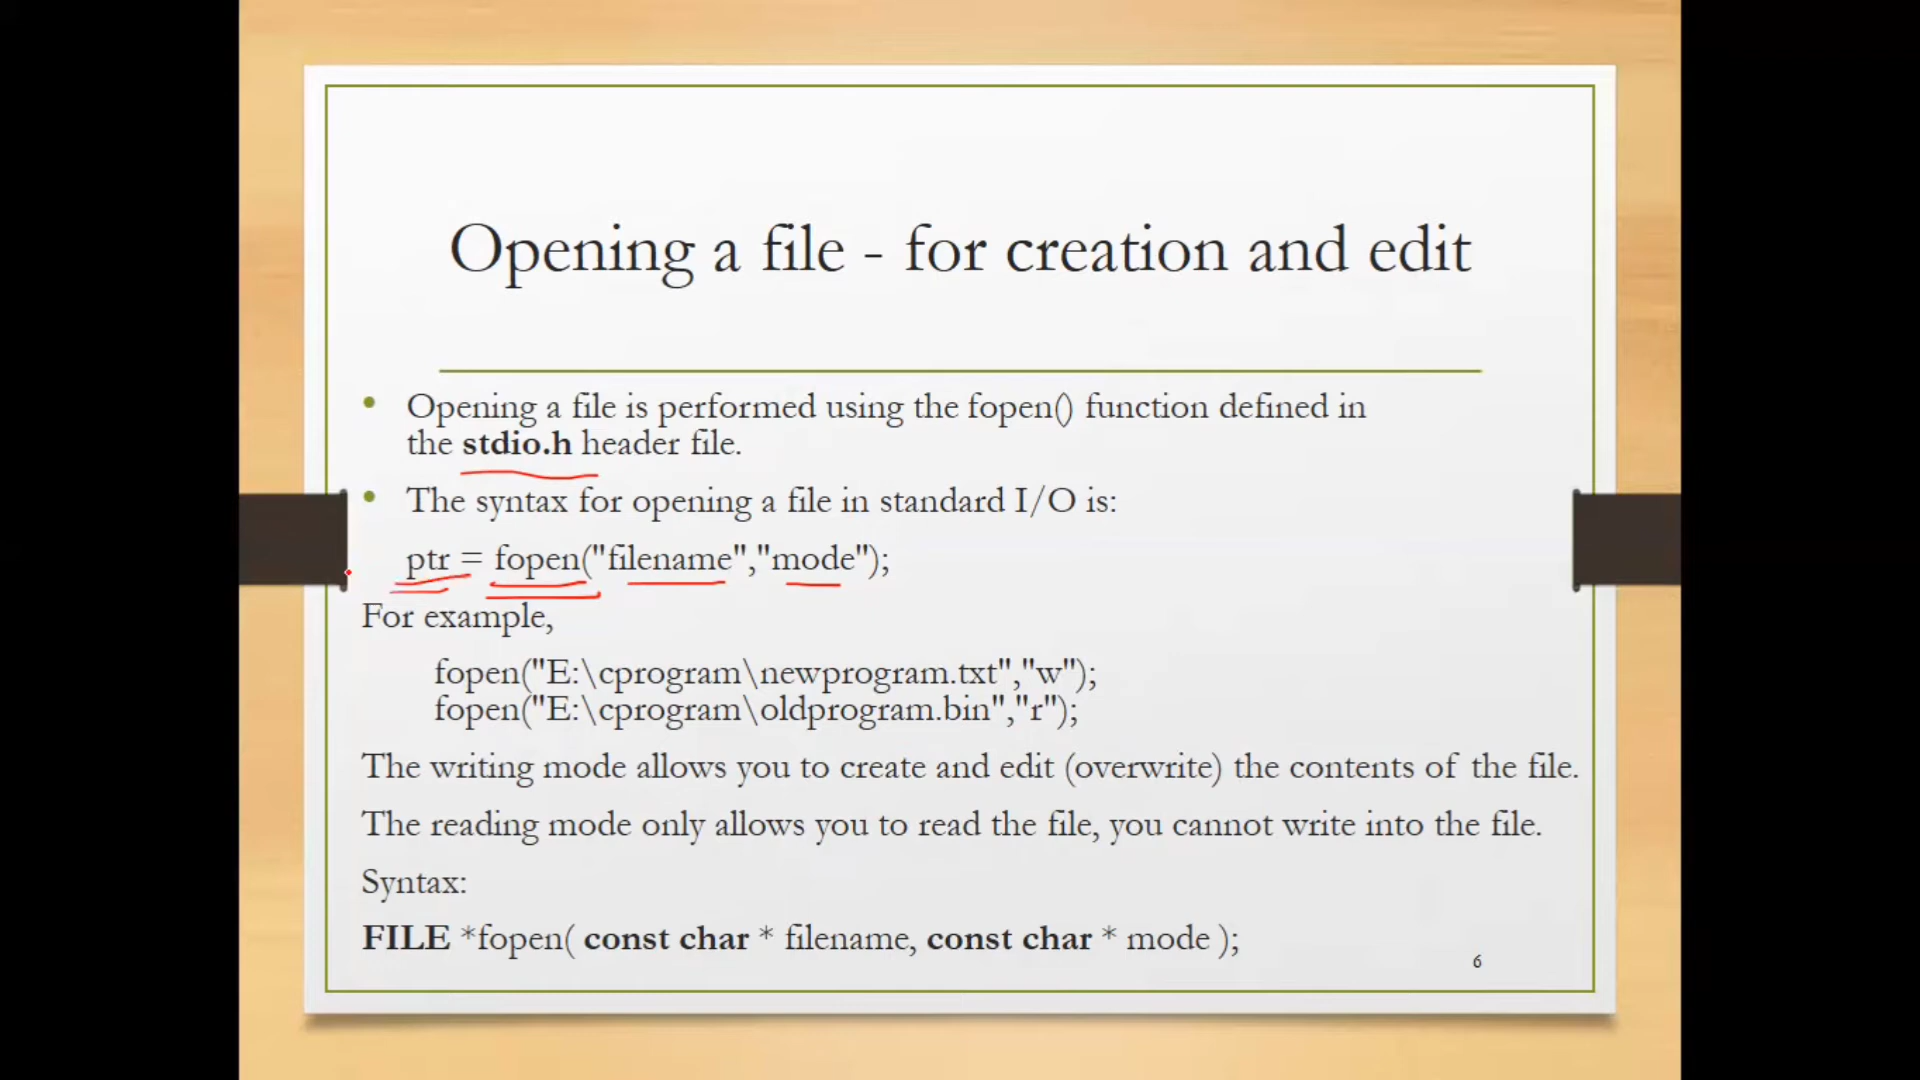 Opening a file - for creation and edit
• Opening a file is performed using the fopen() function defined in
the stdio.h header file.
• The syntax for opening a file in standard I/O is:
ptr = fopen("filename","mode");
For example,
fopen("E:\cprogram\newprogram.txt","w");
fopen("E:\cprogram\oldprogram.bin","r");
The writing mode allows you to create and edit (overwrite) the contents of the file.
The reading mode only allows you to read the file, you cannot write into the file.
Syntax:
FILE *fopen( const char * filename, const char * mode );
6